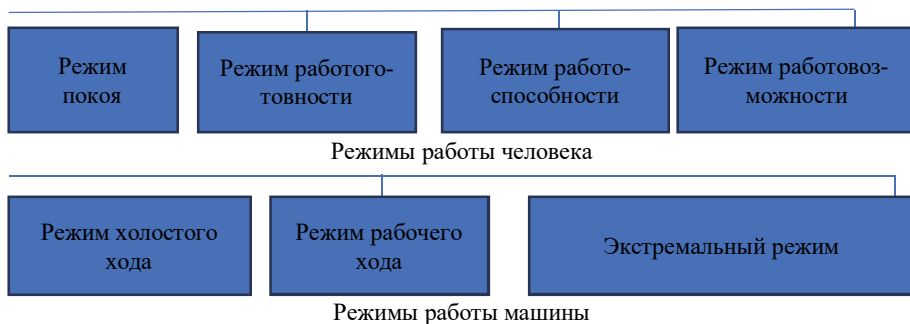 Режим
покоя
Режим работого-
товности
Режим работо-
способности
Режим работовоз-
можности
Режимы работы человека
Режим холостого
хода
Режим рабочего
хода
Экстремальный режим
Режимы работы машины